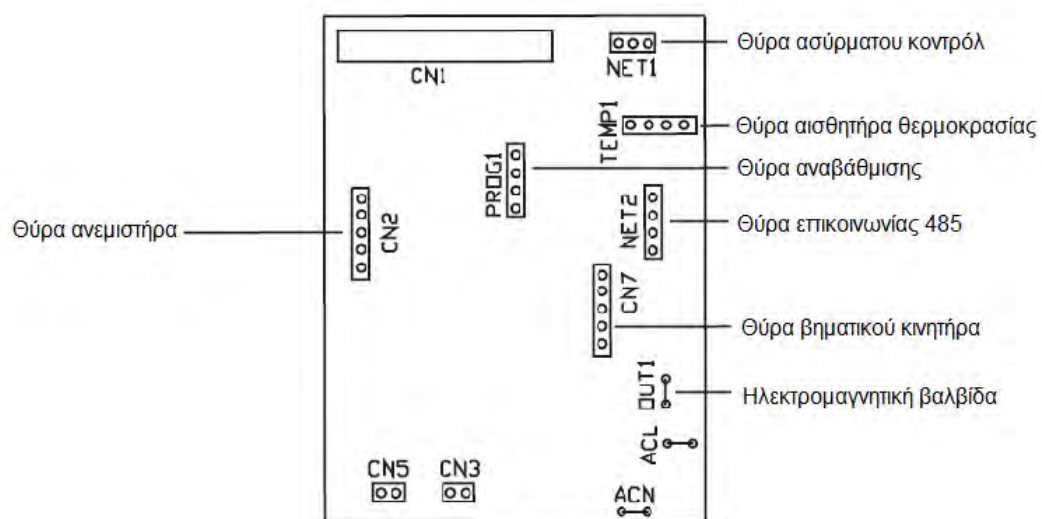 Θύρα ασύρματου κοντρόλ
NET1
CN1
TEMP1
Θύρα αισθητήρα θερμοκρασίας
PROG1
Θύρα αναβάθμισης
Θύρα ανεμιστήρα
CN2
NET2
Θύρα επικοινωνίας 485
CN7
Θύρα βηματικού κινητήρα
OUT1
Ηλεκτρομαγνητική βαλβίδα
ACL
CN5
CN3
ACN